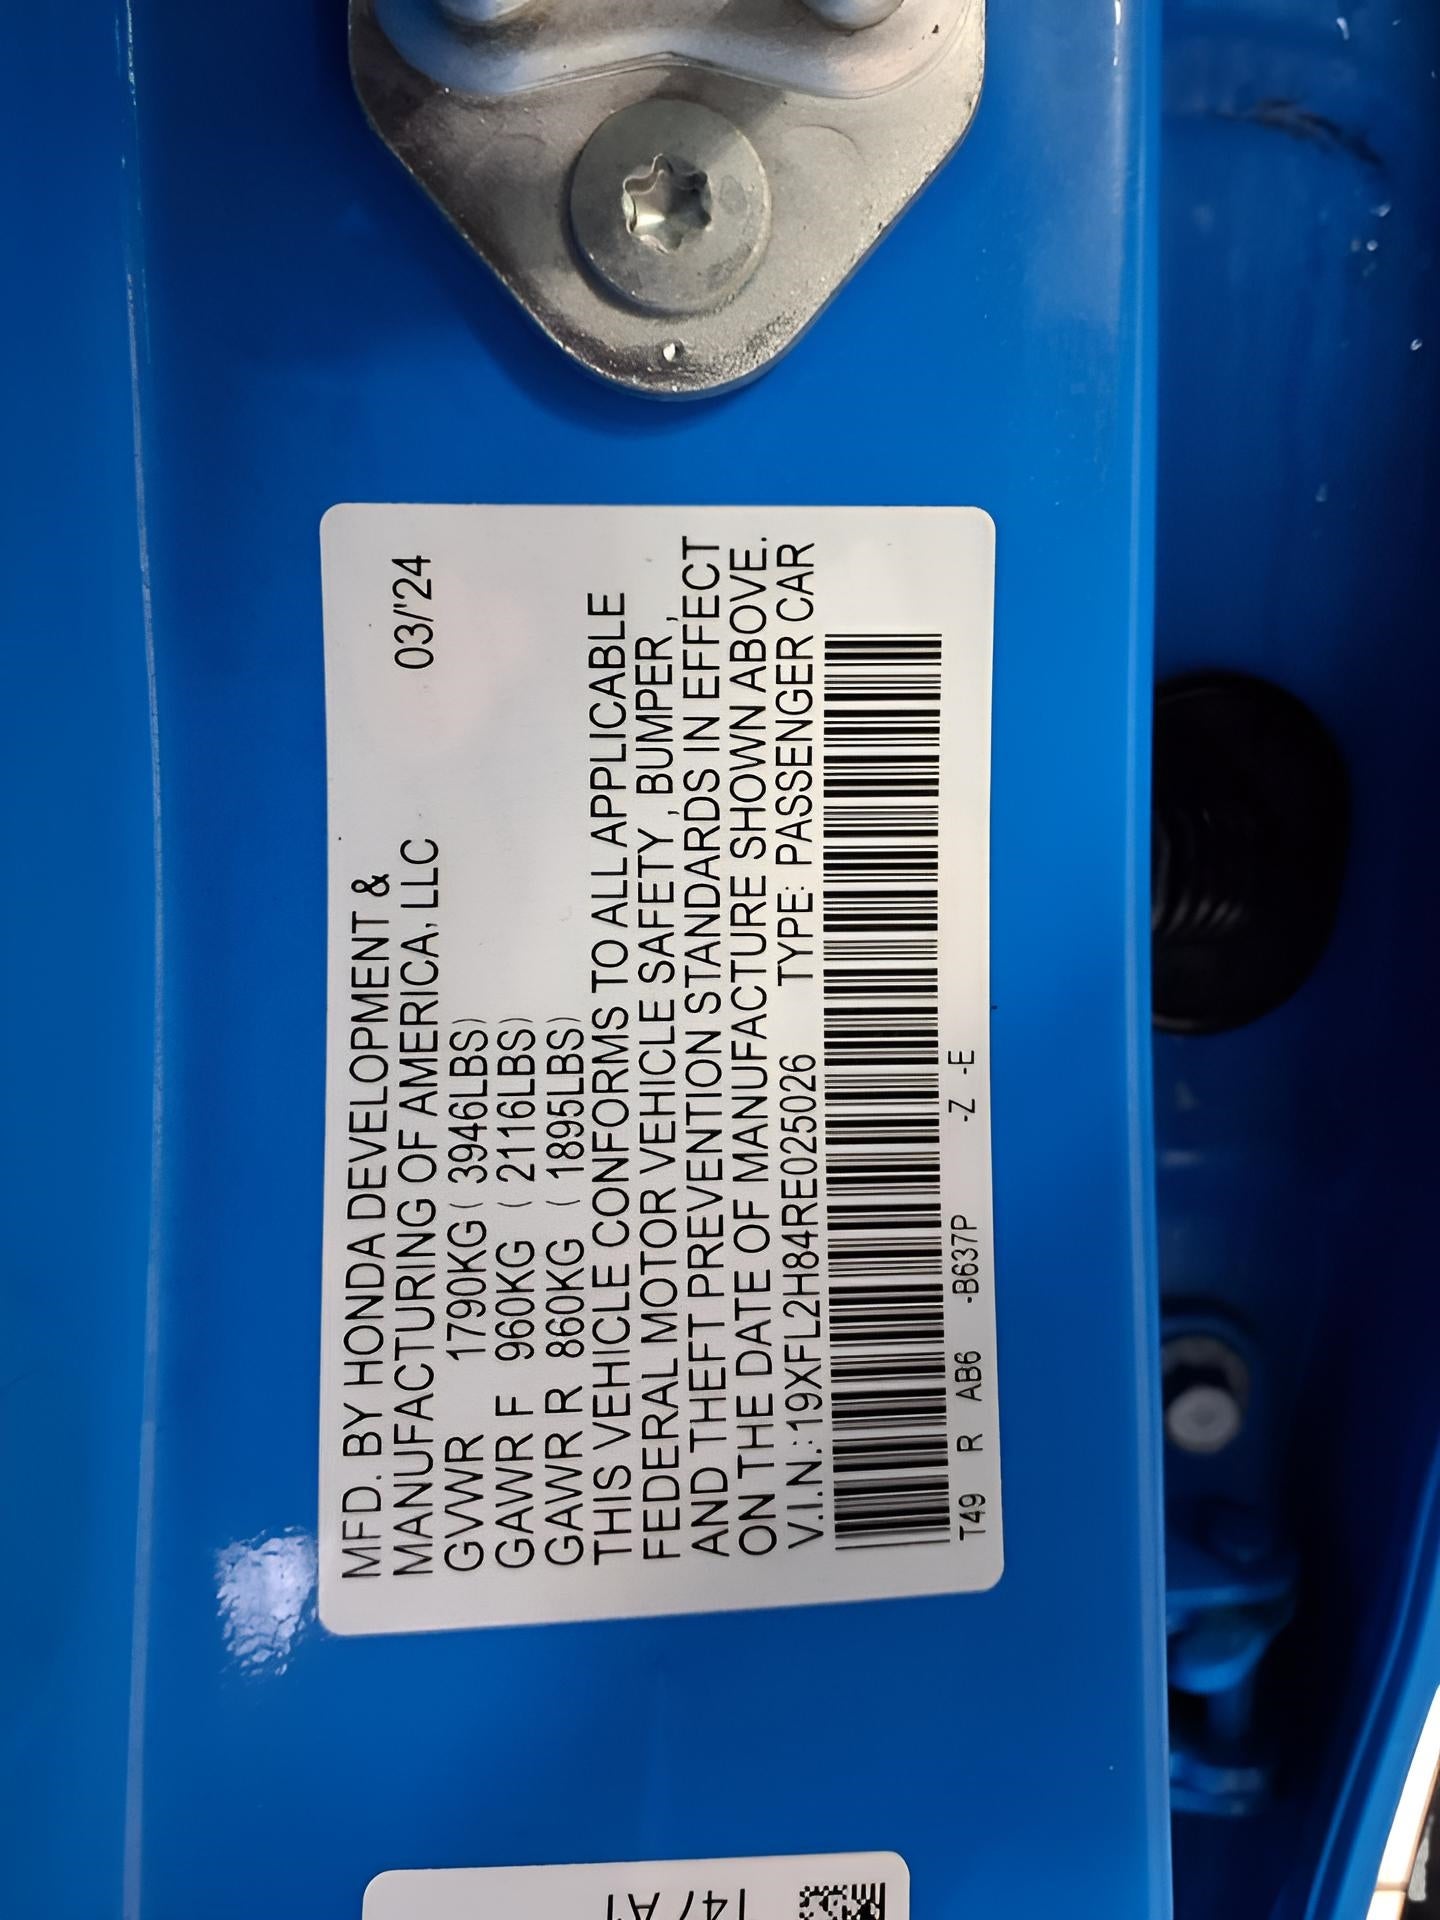 MFD. BY HONDA DEVELOPMENT &
MANUFACTURING OF AMERICA, LLC 03/'24
GVWR 1790KG ( 3946LBS)
GAWR F 960KG ( 2116LBS)
GAWR R 860KG ( 1895LBS)
THIS VEHICLE CONFORMS TO ALL APPLICABLE
FEDERAL MOTOR VEHICLE SAFETY , BUMPER ,
AND THEFT PREVENTION STANDARDS IN EFFECT
ON THE DATE OF MANUFACTURE SHOWN ABOVE.
V.I.N.:19XFL2H84RE025026 TYPE: PASSENGER CAR
T49 R AB6 -B637P -Z -E